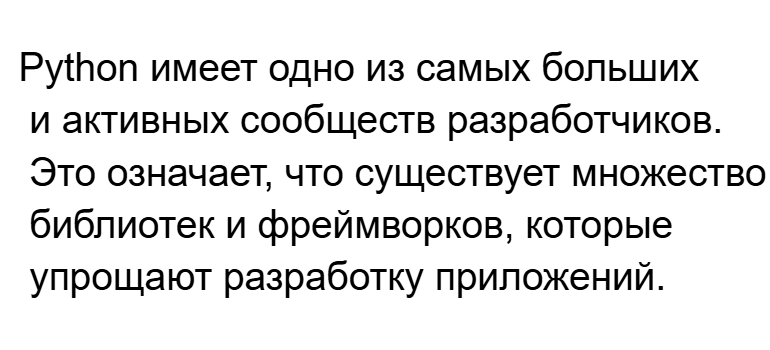 Python имеет одно из самых больших
и активных сообществ разработчиков.
Это означает, что существует множество
библиотек и фреймворков, которые
упрощают разработку приложений.